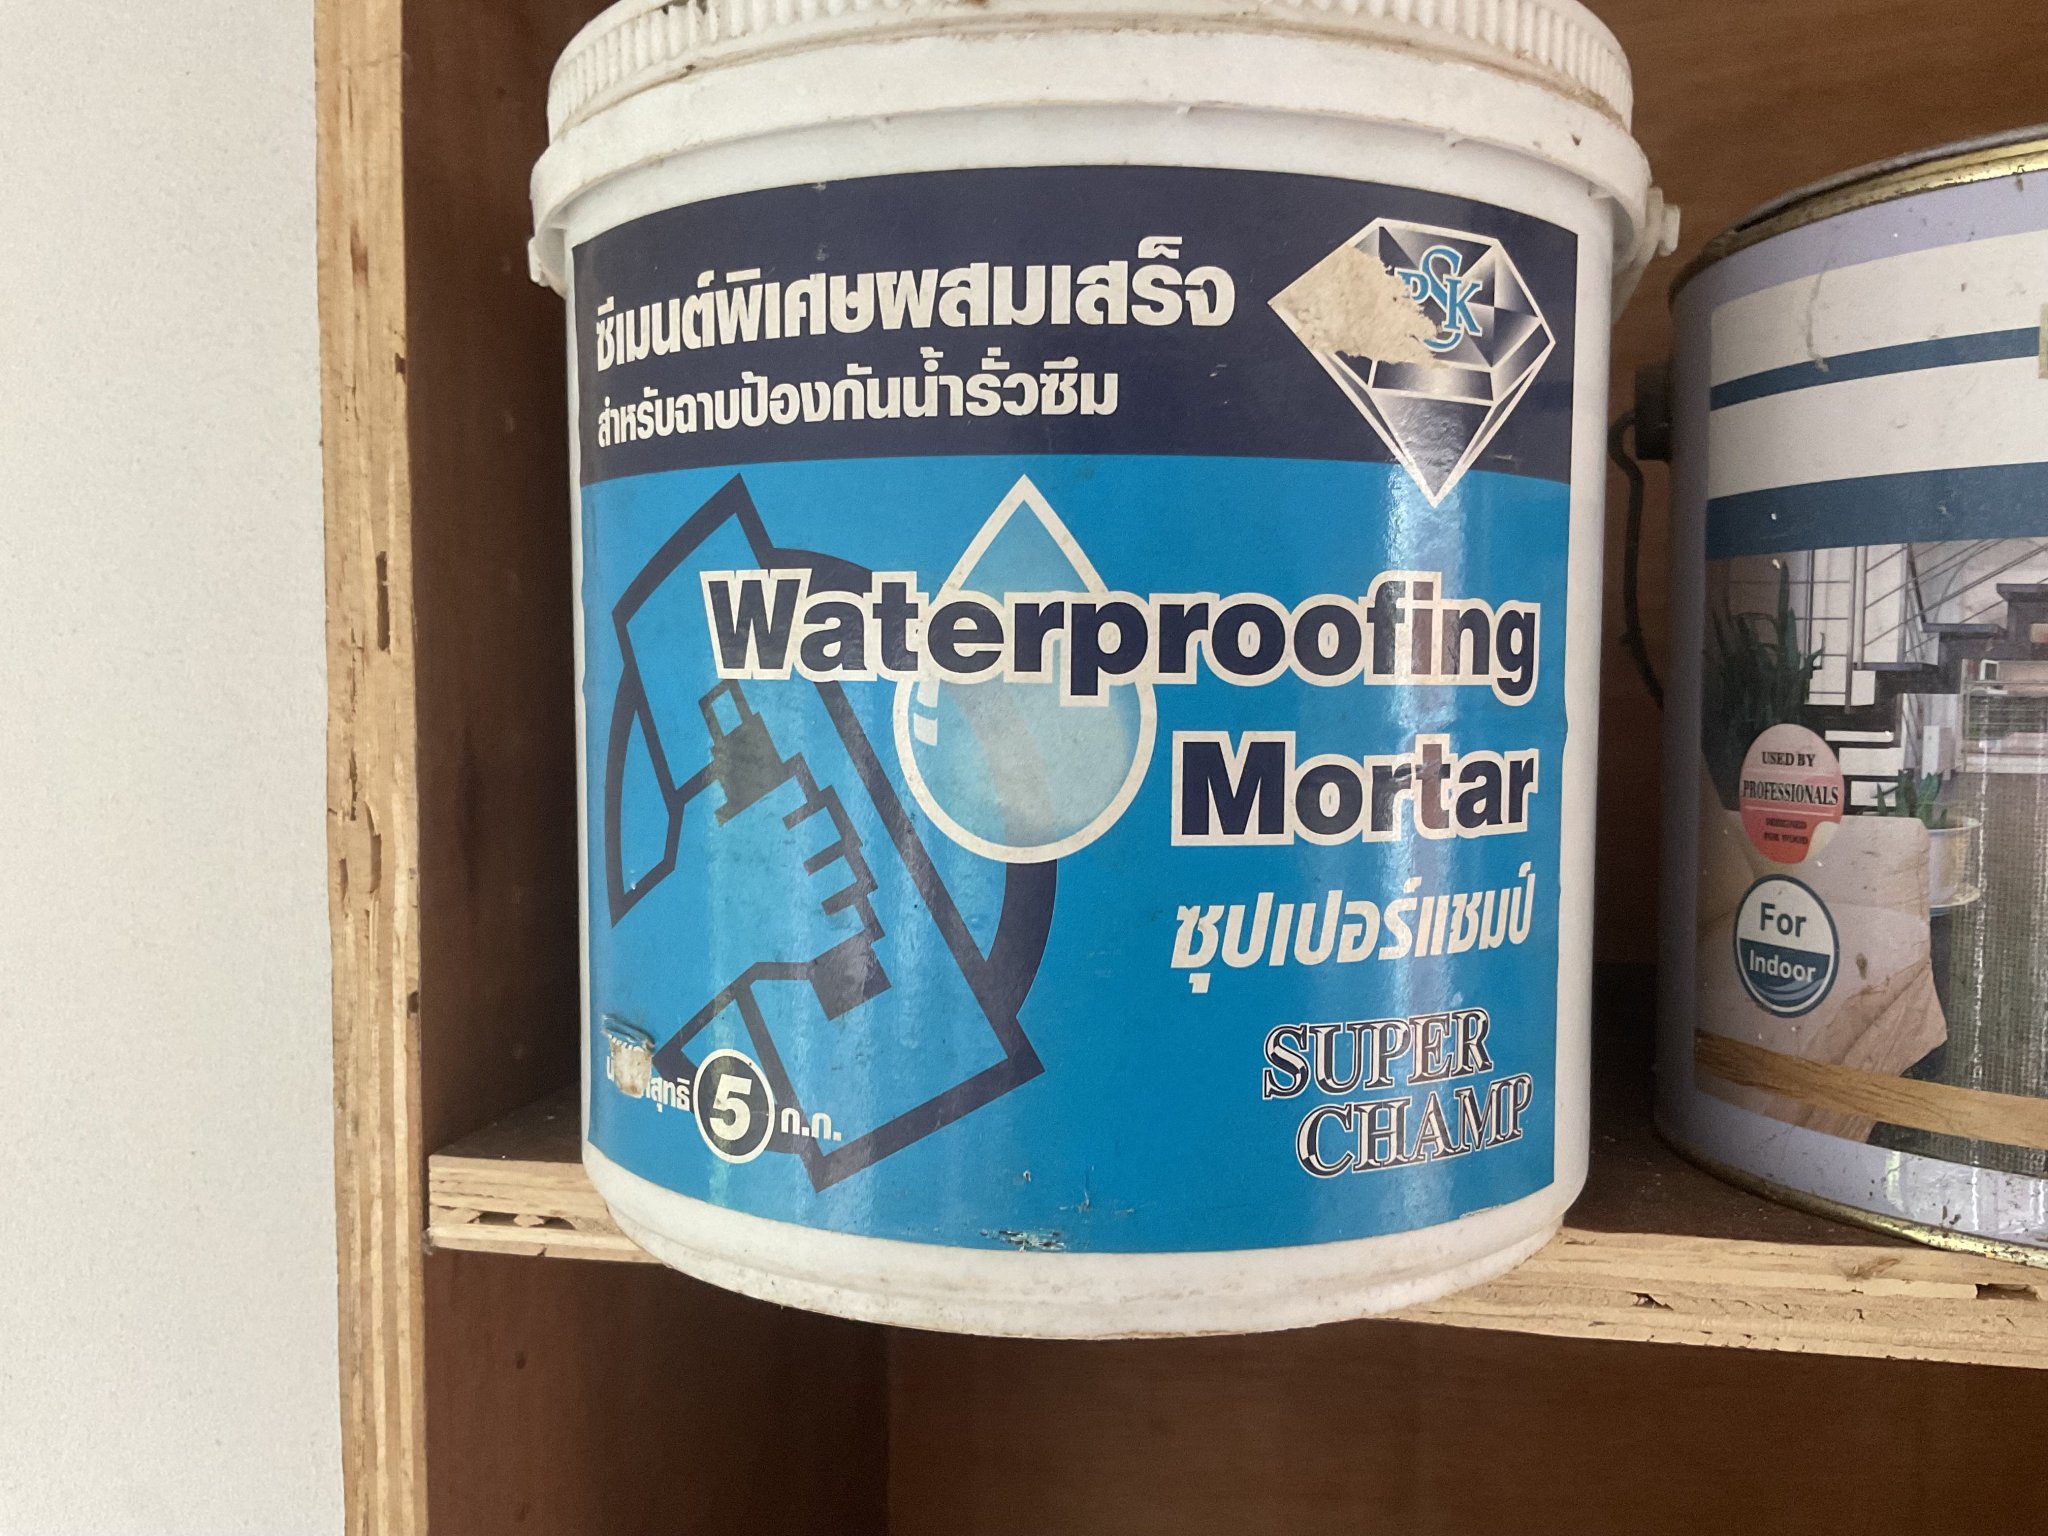 ซีเมนต์พิเศษผสมเสร็จ
สำหรับฉาบป้องกันน้ำรั่วซึม
PSK
Waterproofing
Mortar
ซุปเปอร์แชมป์
SUPER
CHAMP
5 ก.ก.
USED BY
PROFESSIONALS
DESIGNED
FOR WOOD
For
Indoor